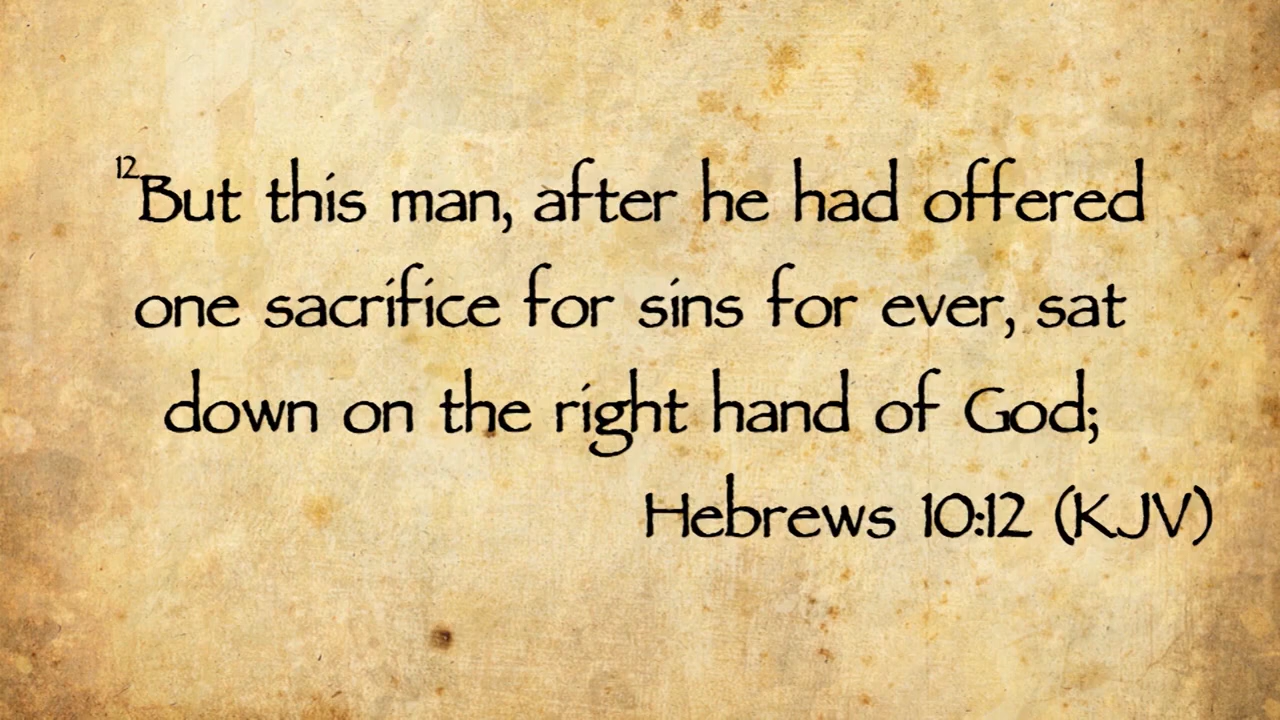 12But this man, after he had offered
one sacrifice for sins for ever, sat
down on the right hand of God;
Hebrews 10:12 (KJV)